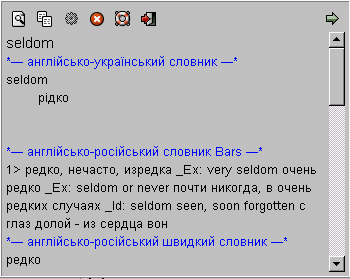 seldom
*— англійсько-український словник —*
seldom
рідко
*— англійсько-російський словник Bars —*
1> редко, нечасто, изредка _Ex: very seldom очень
редко _Ex: seldom or never почти никогда, в очень
редких случаях _Id: seldom seen, soon forgotten с
глаз долой - из сердца вон
*— англійсько-російський швидкий словник —*
редко